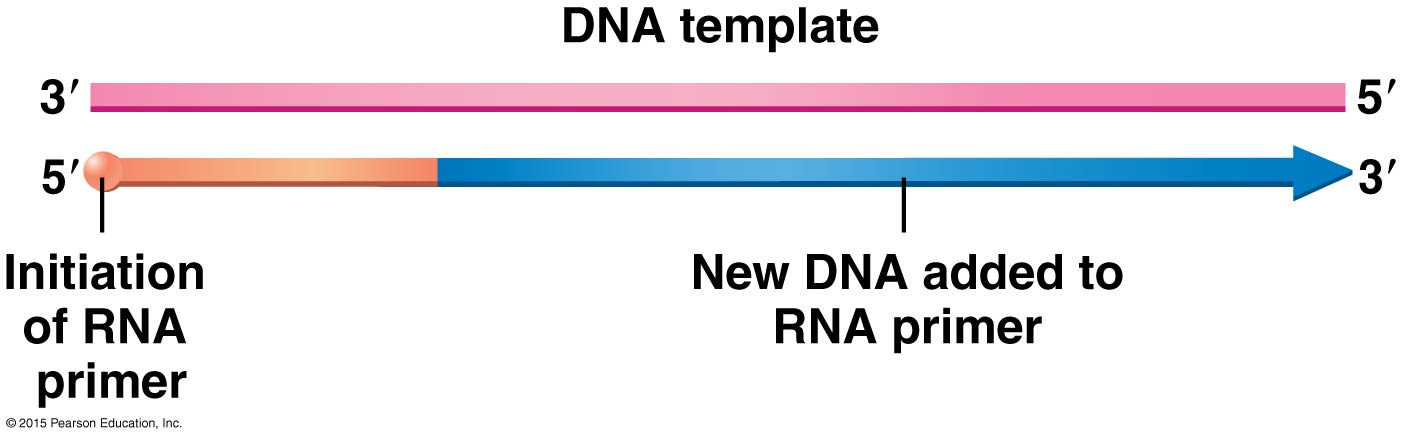 DNA template
3′ 5′
5′ 3′
Initiation
of RNA
primer
New DNA added to
RNA primer
© 2015 Pearson Education, Inc.